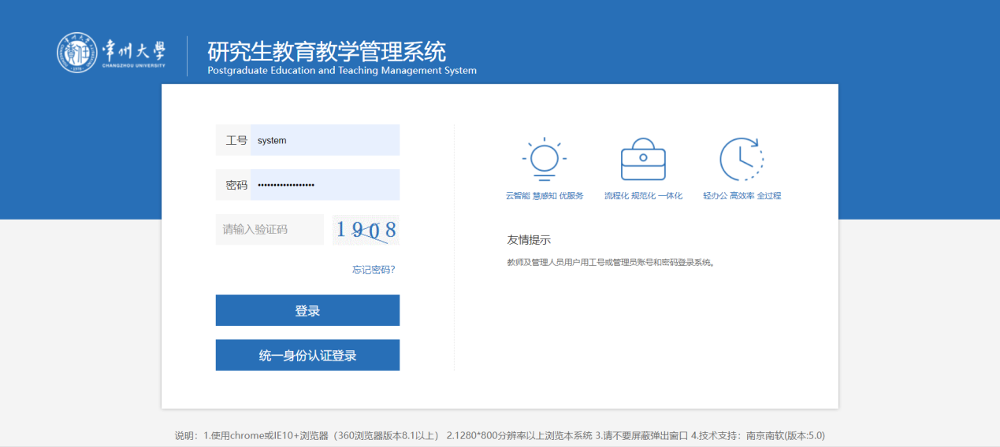 常州大學
CHANGZHOU UNIVERSITY
研究生教育教学管理系统
Postgraduate Education and Teaching Management System
工号 system
密码 ••••••••••••••••••
请输入验证码 1908
忘记密码?
登录
统一身份认证登录
云智能 慧感知 优服务
流程化 规范化 一体化
轻办公 高效率 全过程
友情提示
教师及管理人员用户用工号或管理员账号和密码登录系统。
说明：1.使用chrome或IE10+浏览器（360浏览器版本8.1以上） 2.1280*800分辨率以上浏览本系统 3.请不要屏蔽弹出窗口 4.技术支持：南京南软(版本:5.0)